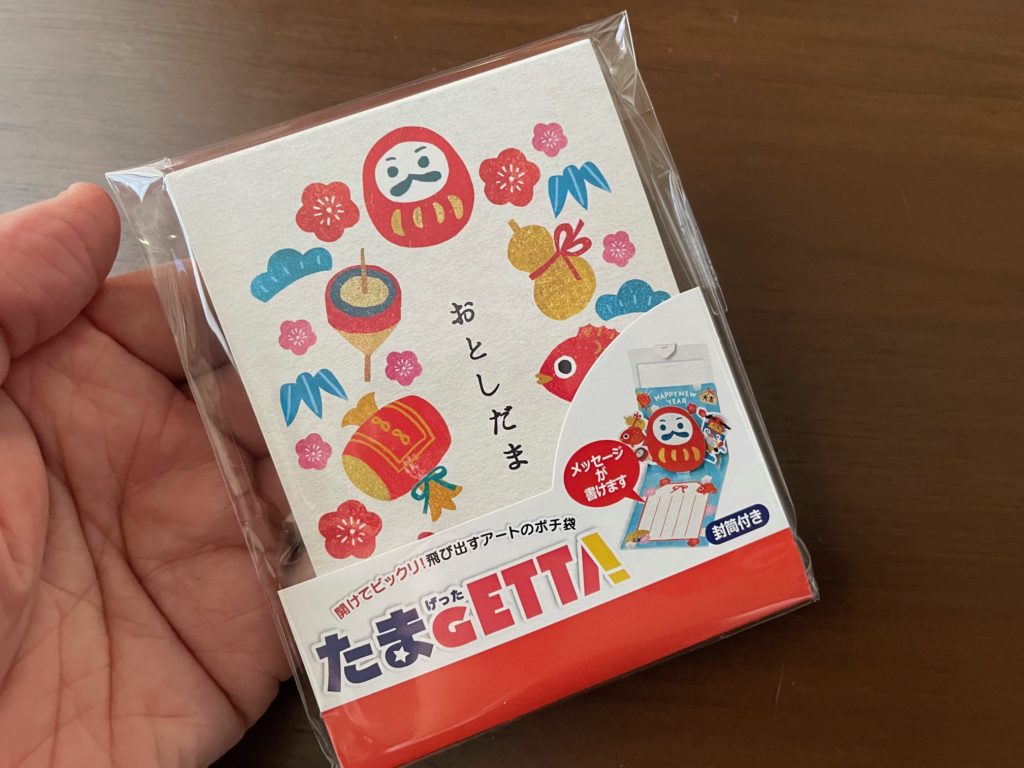 おとしだま
HAPPY NEW
YEAR
メッセージ
が
書けます
封筒付き
開けてビックリ!飛び出すアートのポチ袋
げった
たまGETTA!